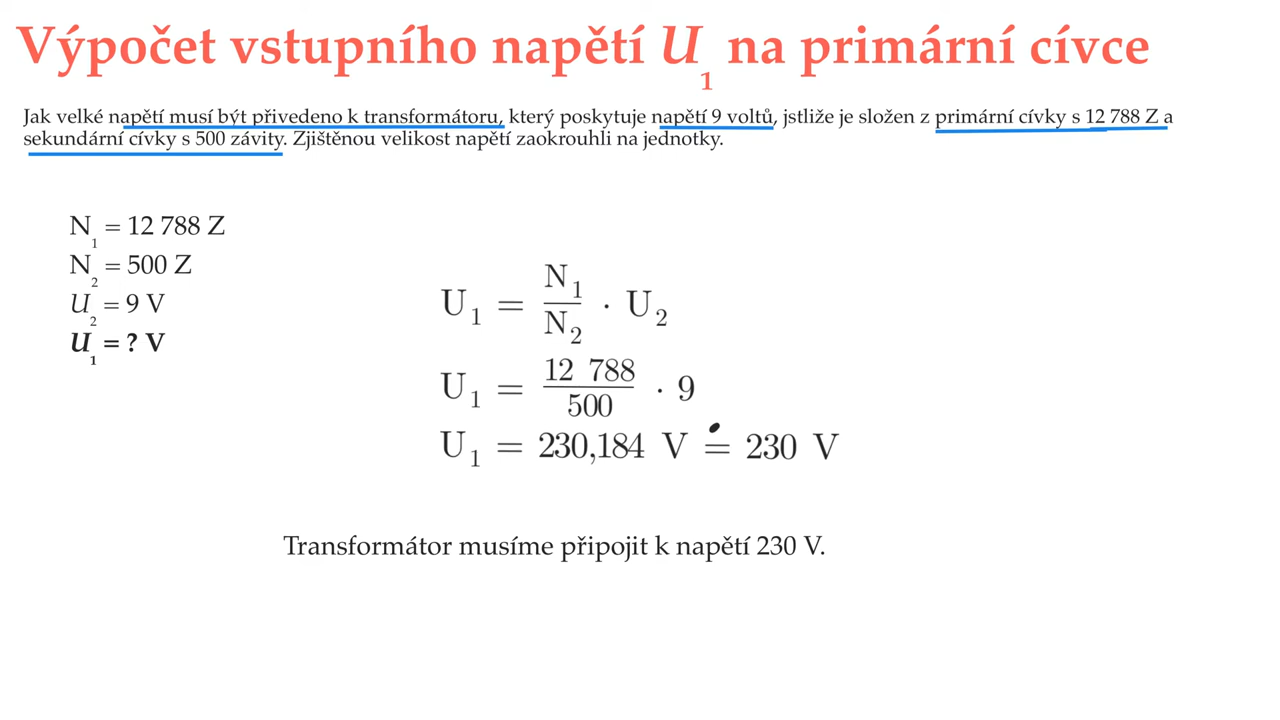 Výpočet vstupního napětí U₁ na primární cívce
Jak velké napětí musí být přivedeno k transformátoru, který poskytuje napětí 9 voltů, jstliže je složen z primární cívky s 12 788 Z a
sekundární cívky s 500 závity. Zjištěnou velikost napětí zaokrouhli na jednotky.
N₁ = 12 788 Z
N₂ = 500 Z
U₂ = 9 V
U₁ = ? V
U₁ = N₁/N₂ · U₂
U₁ = 12 788/500 · 9
U₁ = 230,184 V ≐ 230 V
Transformátor musíme připojit k napětí 230 V.